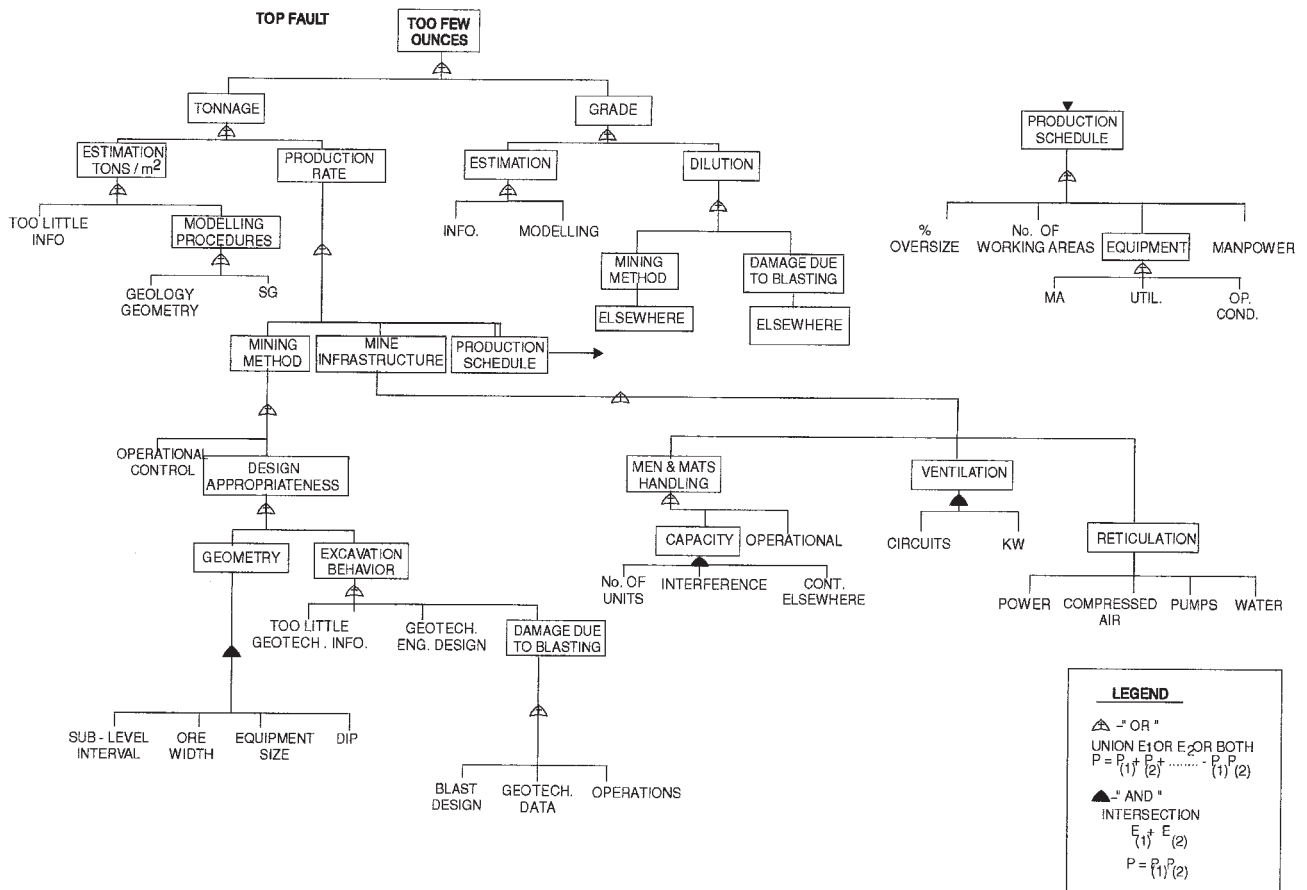 TOP FAULT
TOO FEW
OUNCES
TONNAGE
GRADE
PRODUCTION
SCHEDULE
ESTIMATION
TONS / m²
PRODUCTION
RATE
ESTIMATION
DILUTION
TOO LITTLE
INFO
MODELLING
PROCEDURES
INFO.
MODELLING
%
OVERSIZE
No. OF
WORKING AREAS
EQUIPMENT
MANPOWER
GEOLOGY
GEOMETRY
SG
MINING
METHOD
DAMAGE DUE
TO BLASTING
MA
UTIL.
OP.
COND.
ELSEWHERE
ELSEWHERE
MINING
METHOD
MINE
INFRASTRUCTURE
PRODUCTION
SCHEDULE
OPERATIONAL
CONTROL
DESIGN
APPROPRIATENESS
MEN & MATS
HANDLING
VENTILATION
GEOMETRY
EXCAVATION
BEHAVIOR
CAPACITY
OPERATIONAL
CIRCUITS
KW
RETICULATION
No. OF
UNITS
INTERFERENCE
CONT.
ELSEWHERE
POWER
COMPRESSED
AIR
PUMPS
WATER
TOO LITTLE
GEOTECH . INFO.
GEOTECH.
ENG. DESIGN
DAMAGE DUE
TO BLASTING
SUB - LEVEL
INTERVAL
ORE
WIDTH
EQUIPMENT
SIZE
DIP
BLAST
DESIGN
GEOTECH.
DATA
OPERATIONS
LEGEND
-" OR "
UNION E1 OR E2 OR BOTH
P = P(1) + P(2) + ........ - P(1) P(2)
-" AND "
INTERSECTION
E(1) + E(2)
P = P(1) P(2)